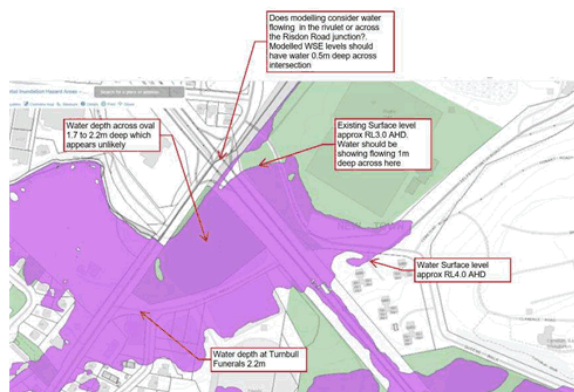 Does modelling consider water
flowing in the rivulet or across
the Risdon Road junction?.
Modelled WSE levels should
have water 0.5m deep across
intersection
Water depth across oval
1.7 to 2.2m deep which
appears unlikely
Existing Surface level
approx RL3.0 AHD.
Water should be
showing flowing 1m
deep across here
NEW TOWN
Water Surface level
approx RL4.0 AHD
Water depth at Turnbull
Funerals 2.2m